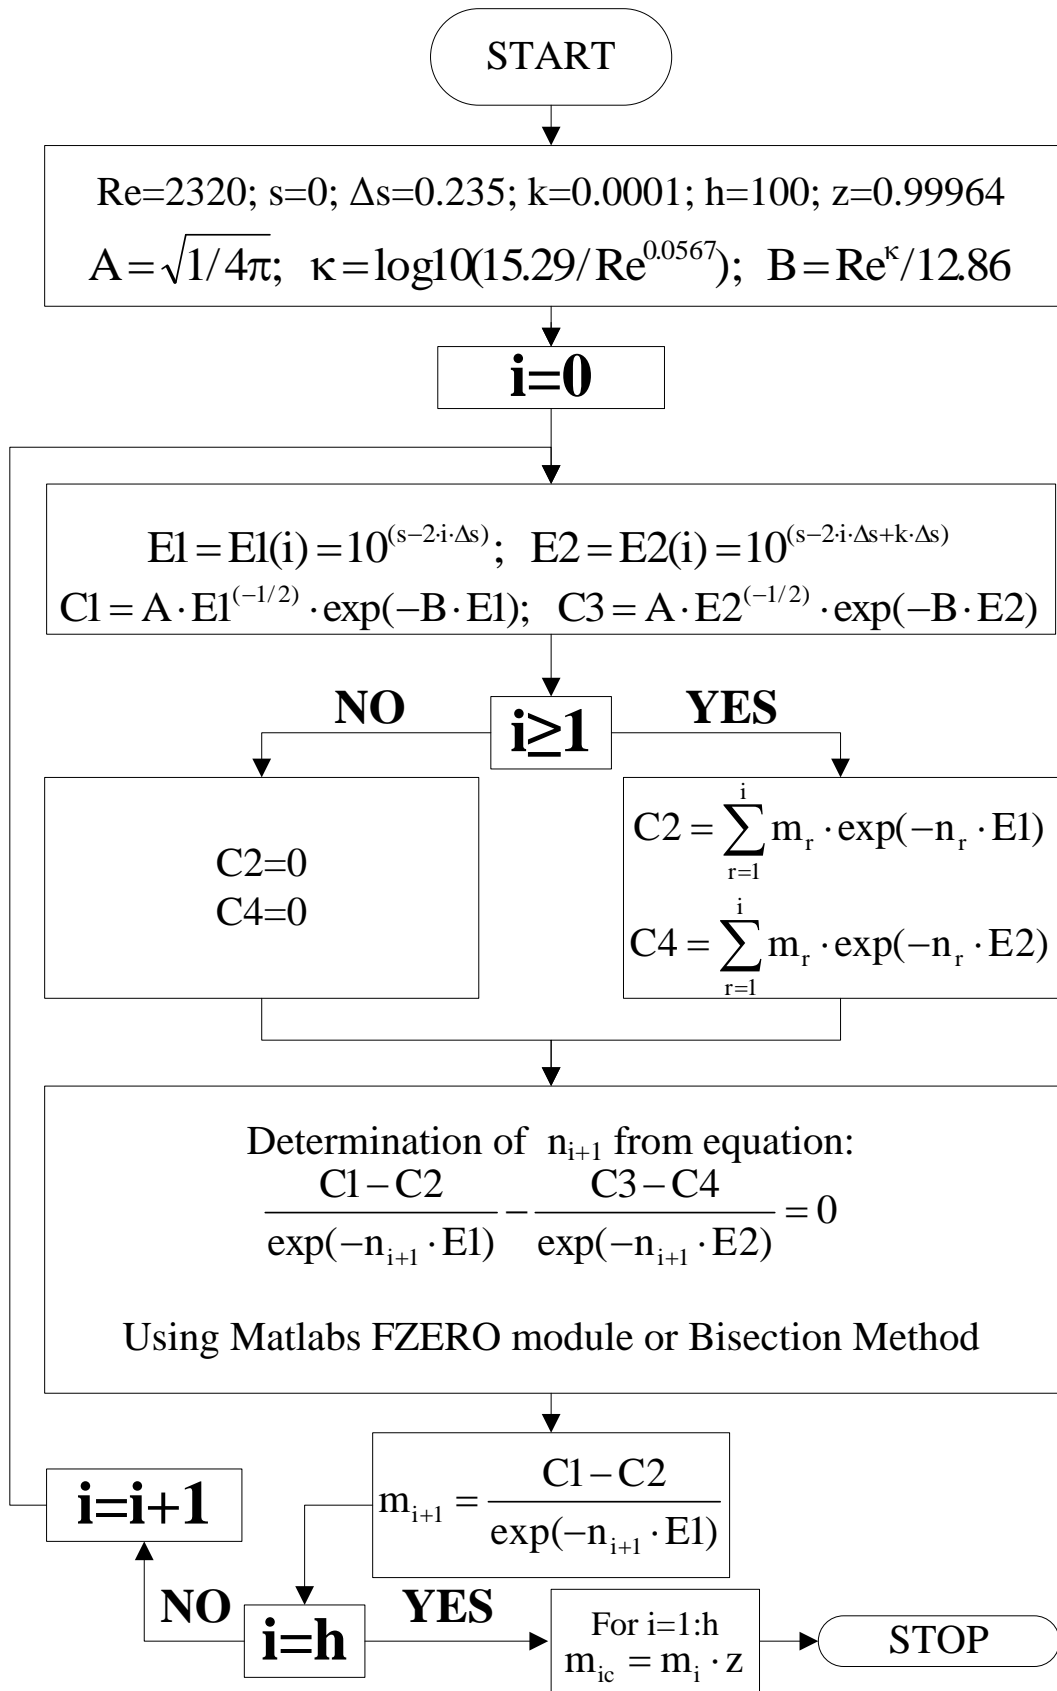 START
Re=2320; s=0; Δs=0.235; k=0.0001; h=100; z=0.99964
A=√1/4π; κ=log10(15.29/Re^0.0567); B=Re^κ/12.86
i=0
E1=E1(i)=10^(s-2·i·Δs); E2=E2(i)=10^(s-2·i·Δs+k·Δs)
C1=A·E1^(-1/2)·exp(-B·E1); C3=A·E2^(-1/2)·exp(-B·E2)
NO
i≥1
YES
C2=0
C4=0
C2 = ∑_{r=1}^{i} m_r · exp(-n_r · E1)
C4 = ∑_{r=1}^{i} m_r · exp(-n_r · E2)
Determination of n_{i+1} from equation:
\frac{C1-C2}{exp(-n_{i+1}·E1)} - \frac{C3-C4}{exp(-n_{i+1}·E2)} = 0
Using Matlabs FZERO module or Bisection Method
i=i+1
m_{i+1} = \frac{C1-C2}{exp(-n_{i+1}·E1)}
NO
i=h
YES
For i=1:h
m_{ic} = m_i · z
STOP